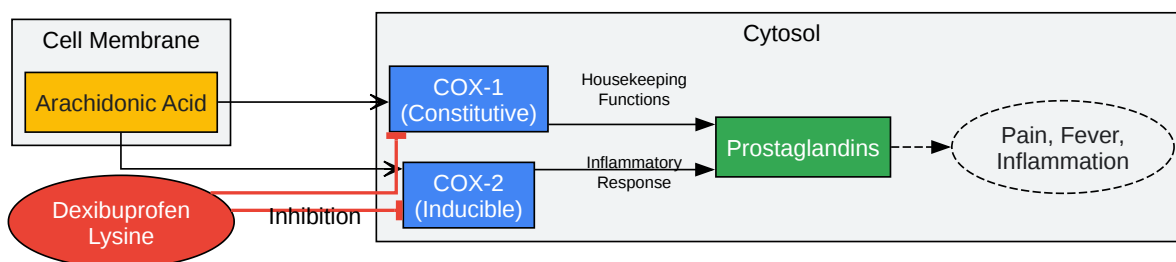 Cell Membrane
Arachidonic Acid
Cytosol
COX-1
(Constitutive)
Housekeeping
Functions
Prostaglandins
Pain, Fever,
Inflammation
COX-2
(Inducible)
Inflammatory
Response
Dexibuprofen
Lysine
Inhibition